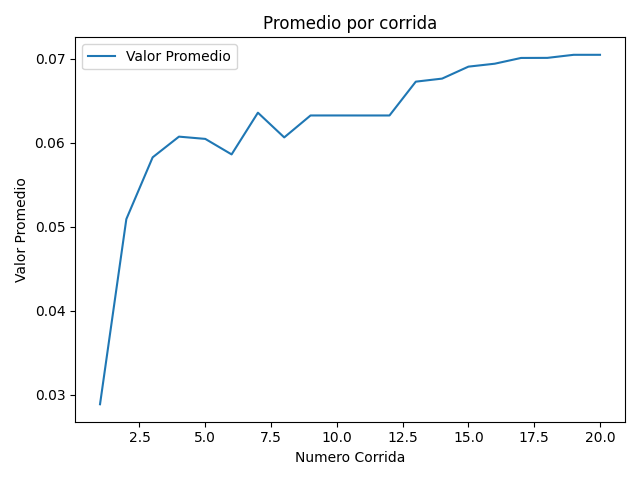 Promedio por corrida
Valor Promedio
0.07
0.06
0.05
0.04
0.03
Valor Promedio
2.5 5.0 7.5 10.0 12.5 15.0 17.5 20.0
Numero Corrida